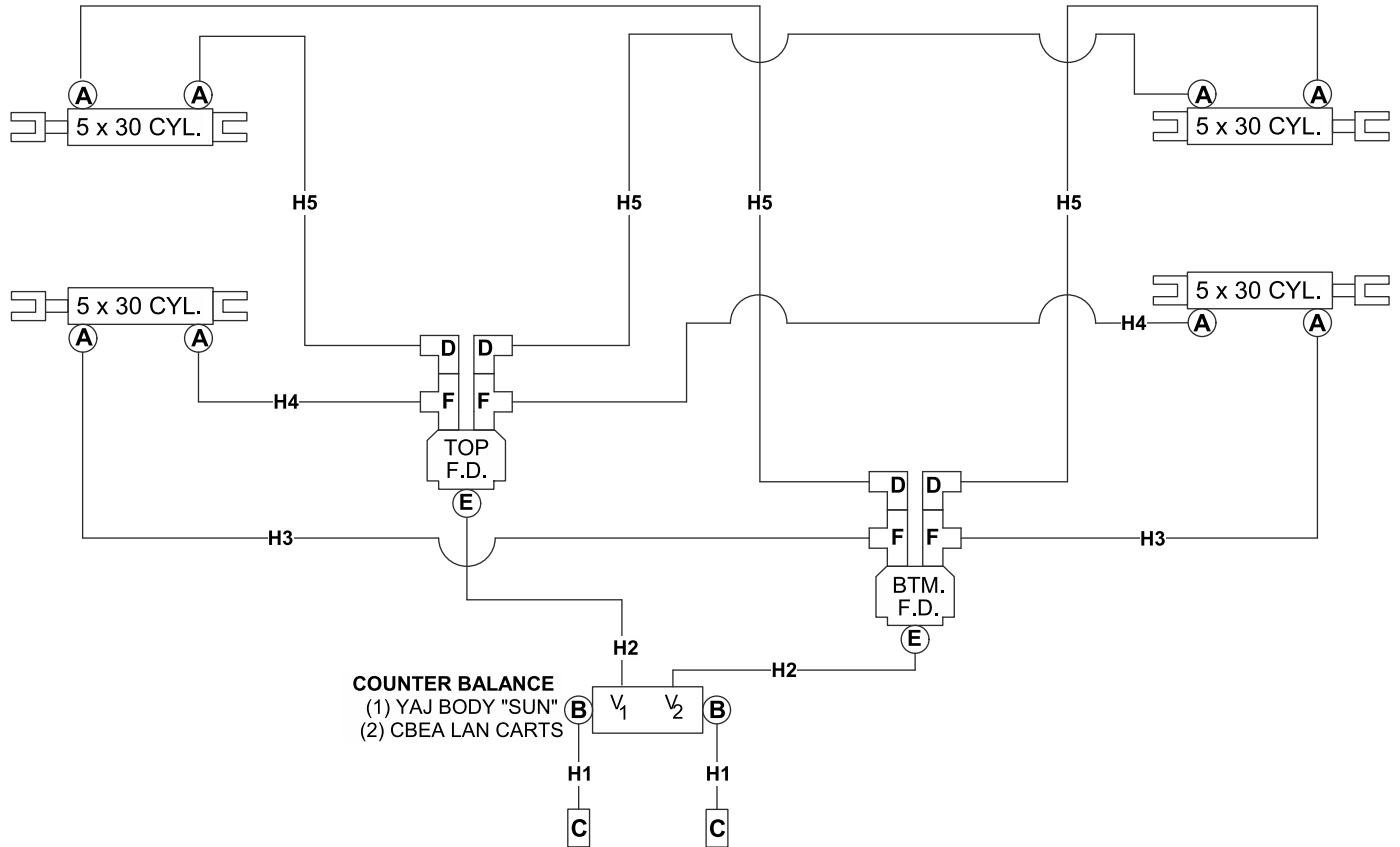 A A A A
5 x 30 CYL. 5 x 30 CYL.
H5 H5 H5 H5
5 x 30 CYL. 5 x 30 CYL.
A A H4 A A
D D
H4 F F
TOP
F.D.
D D
E
H3 F F H3
BTM.
F.D.
E
H2 H2
COUNTER BALANCE
(1) YAJ BODY "SUN" B V1 V2 B
(2) CBEA LAN CARTS
H1 H1
C C